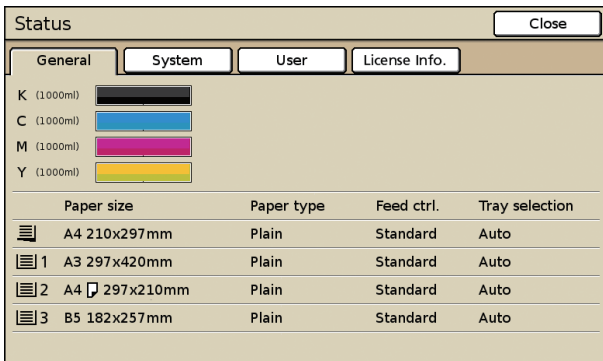 Status Close
General System User License Info.
K (1000ml)
C (1000ml)
M (1000ml)
Y (1000ml)
Paper size Paper type Feed ctrl. Tray selection
A4 210x297mm Plain Standard Auto
1 A3 297x420mm Plain Standard Auto
2 A4 297x210mm Plain Standard Auto
3 B5 182x257mm Plain Standard Auto